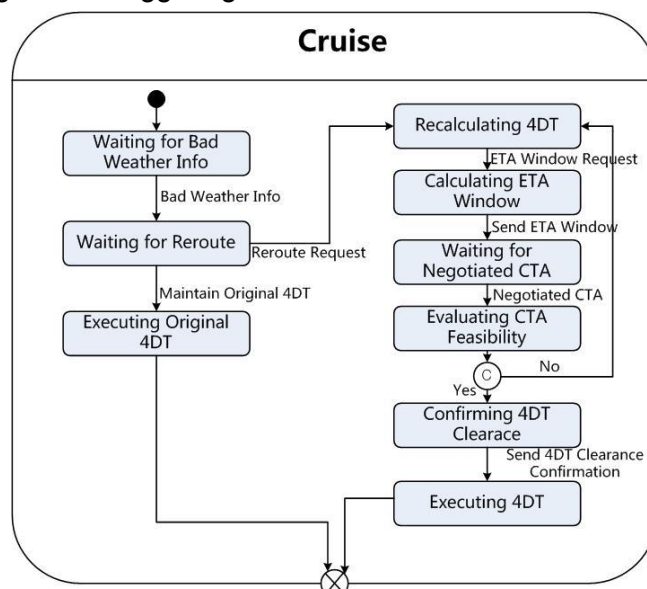 Cruise
Waiting for Bad
Weather Info
Bad Weather Info
Waiting for Reroute
Reroute Request
Maintain Original 4DT
Executing Original
4DT
Recalculating 4DT
ETA Window Request
Calculating ETA
Window
Send ETA Window
Waiting for
Negotiated CTA
Negotiated CTA
Evaluating CTA
Feasibility
C
No
Yes
Confirming 4DT
Clearace
Send 4DT Clearance
Confirmation
Executing 4DT